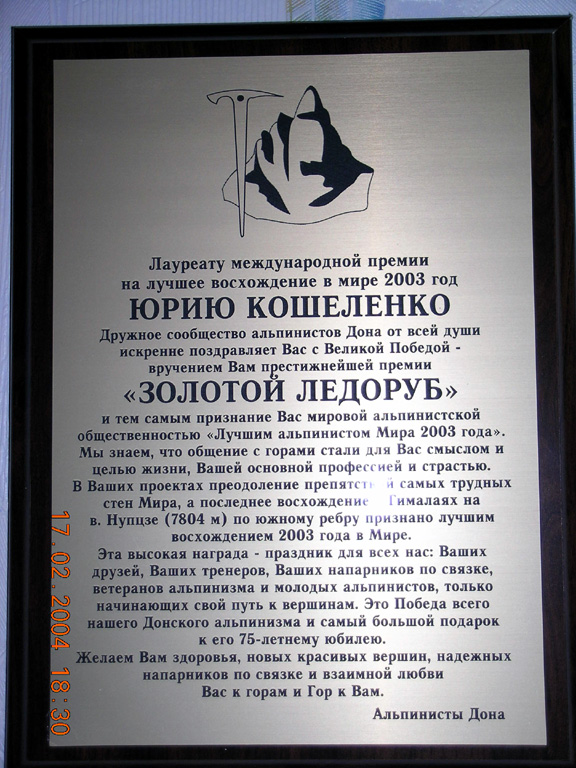 Лауреату международной премии
на лучшее восхождение в мире 2003 год
ЮРИЮ КОШЕЛЕНКО
Дружное сообщество альпинистов Дона от всей души
искренне поздравляет Вас с Великой Победой -
вручением Вам престижнейшей премии
«ЗОЛОТОЙ ЛЕДОРУБ»
и тем самым признание Вас мировой альпинистской
общественностью «Лучшим альпинистом Мира 2003 года».
Мы знаем, что общение с горами стали для Вас смыслом и
целью жизни, Вашей основной профессией и страстью.
В Ваших проектах преодоление самых трудных
стен Мира, а последнее восхождение Гималаях на
в. Нупцзе (7804 м) по южному ребру признано лучшим
восхождением 2003 года в Мире.
Эта высокая награда - праздник для всех нас: Ваших
друзей, Ваших тренеров, Ваших напарников по связке,
ветеранов альпинизма и молодых альпинистов, только
начинающих свой путь к вершинам. Это Победа всего
нашего Донского альпинизма и самый большой подарок
к его 75-летнему юбилею.
Желаем Вам здоровья, новых красивых вершин, надежных
напарников по связке и взаимной любви
Вас к горам и Гор к Вам.
Альпинисты Дона
17.02.2004 18:30